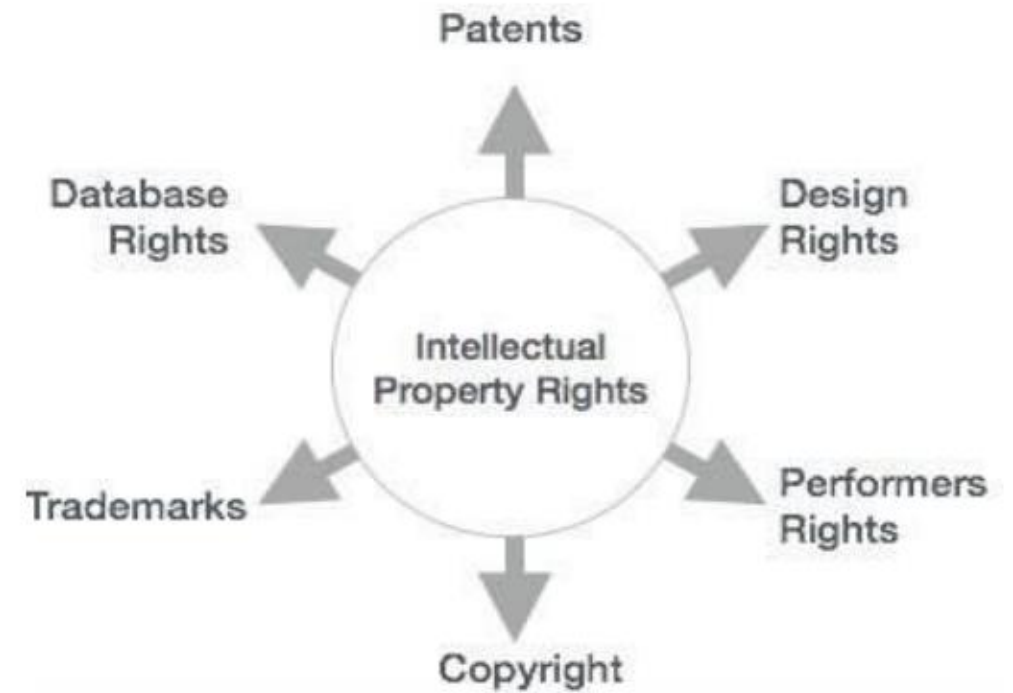 Patents
Database
Rights
Design
Rights
Intellectual
Property Rights
Trademarks
Performers
Rights
Copyright